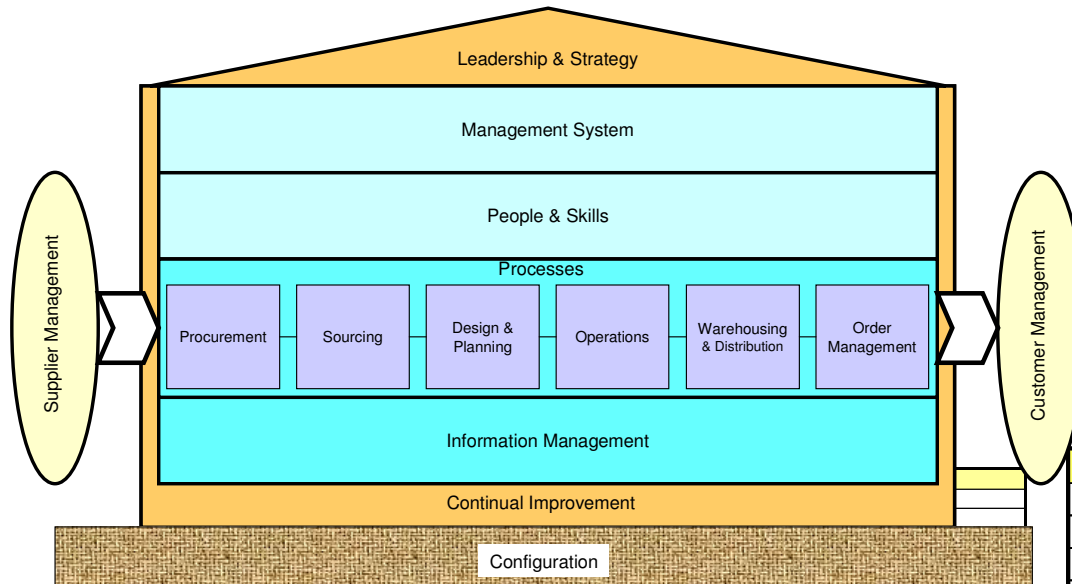 Leadership & Strategy
Management System
People & Skills
Processes
Supplier Management
Procurement
Sourcing
Design &
Planning
Operations
Warehousing
& Distribution
Order
Management
Customer Management
Information Management
Continual Improvement
Configuration